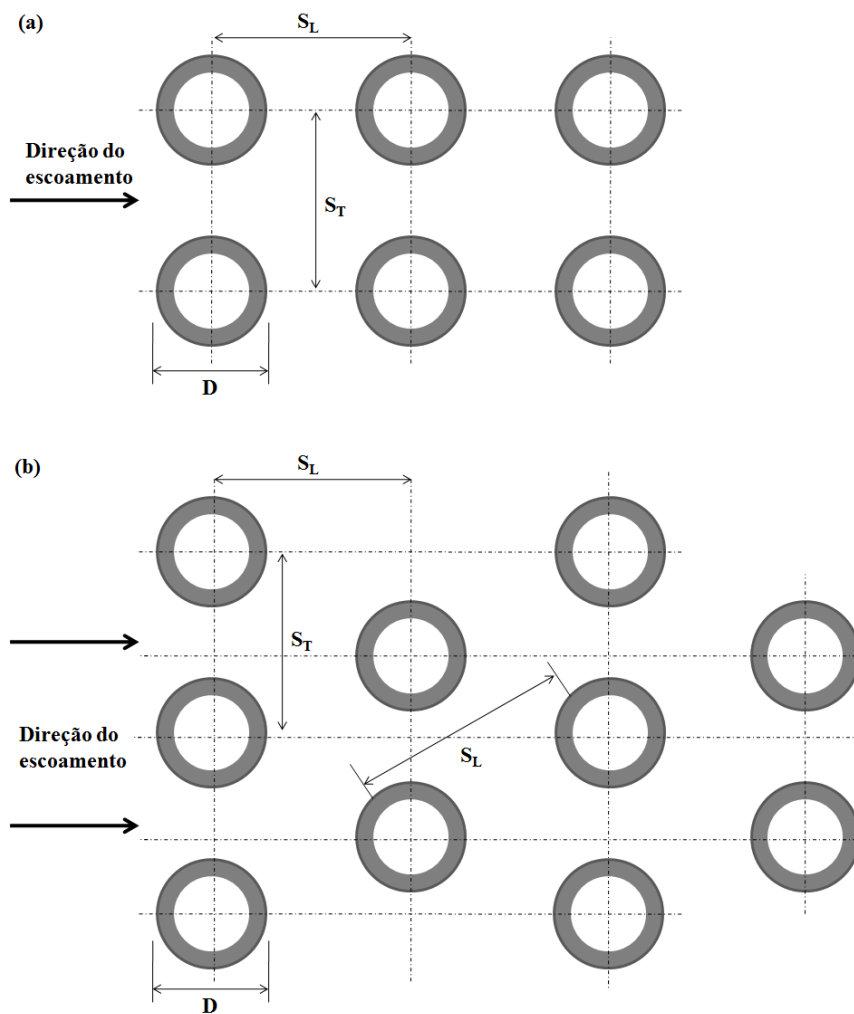 (a)
S_L
Direção do
escoamento
S_T
D
(b)
S_L
S_T
Direção do
escoamento
S_L
D